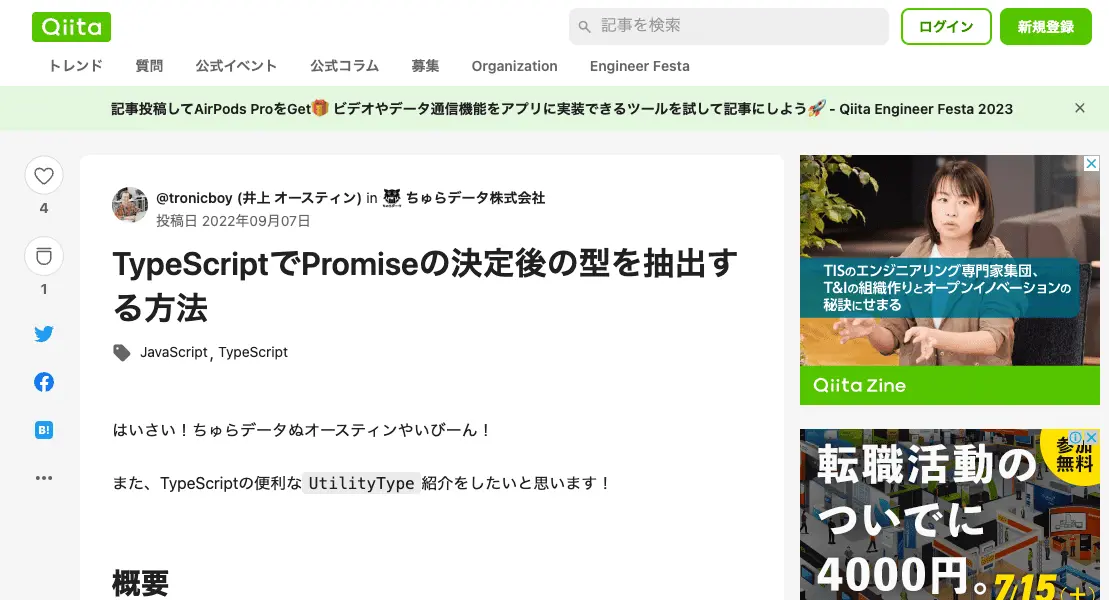 Qiita
記事を検索
ログイン
新規登録
トレンド 質問 公式イベント 公式コラム 募集 Organization Engineer Festa
記事投稿してAirPods ProをGet🎁 ビデオやデータ通信機能をアプリに実装できるツールを試して記事にしよう🚀 - Qiita Engineer Festa 2023
4
1
B!
@tronicboy (井上 オースティン) in ちゅらデータ株式会社
投稿日 2022年09月07日
TypeScriptでPromiseの決定後の型を抽出す
る方法
JavaScript, TypeScript
はいさい！ちゅらデータぬオースティンやいびーん！
また、TypeScriptの便利なUtilityType 紹介をしたいと思います！
概要
TISのエンジニアリング専門家集団、
T&Iの組織作りとオープンイノベーションの
秘訣にせまる
Qiita Zine
参加
無料
転職活動の
ついでに
4000円。
7/15(土)